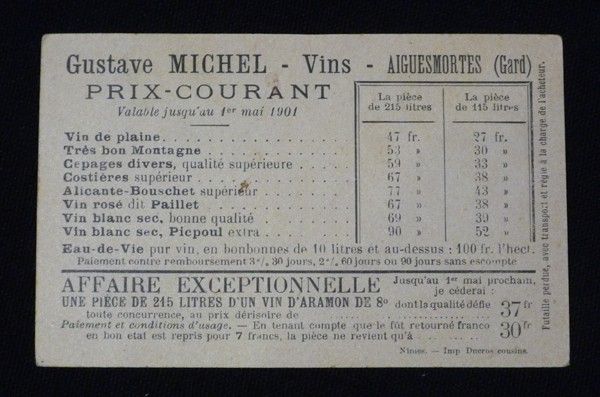 Gustave MICHEL - Vins - AIGUESMORTES (Gard)
PRIX-COURANT
Valable jusqu'au 1er mai 1901
La pièce de 215 litres
La pièce de 115 litres
Vin de plaine . . . . . . . . . . 47 fr. 27 fr.
Très bon Montagne . . . . . . . . 53 » 30 »
Cepages divers, qualité supérieure . . . . 59 » 33 »
Costières supérieur . . . . . . . . 67 » 38 »
Alicante-Bouschet supérieur . . . . . . 77 » 43 »
Vin rosé dit Paillet . . . . . . . . 67 » 38 »
Vin blanc sec, bonne qualité . . . . . . 69 » 39 »
Vin blanc sec, Picpoul extra . . . . . . 90 » 52 »
Eau-de-Vie pur vin, en bonbonnes de 10 litres et au-dessus : 100 fr. l'hect.
Paiement contre remboursement 3%, 30 jours, 2%, 60 jours ou 90 jours sans escompte
AFFAIRE EXCEPTIONNELLE Jusqu'au 1er mai prochain,
je céderai :
UNE PIÈCE DE 215 LITRES D'UN VIN D'ARAMON DE 8° dont la qualité défie
toute concurrence, au prix dérisoire de . . . . . . 37 fr
Paiement et conditions d'usage. — En tenant compte que le fût retourné franco
en bon état est repris pour 7 francs, la pièce ne revient qu'à . . . . 30 fr
Nimes. — Imp Ducros cousins.
Futaille perdue, avec transport et régie à la charge de l'acheteur.